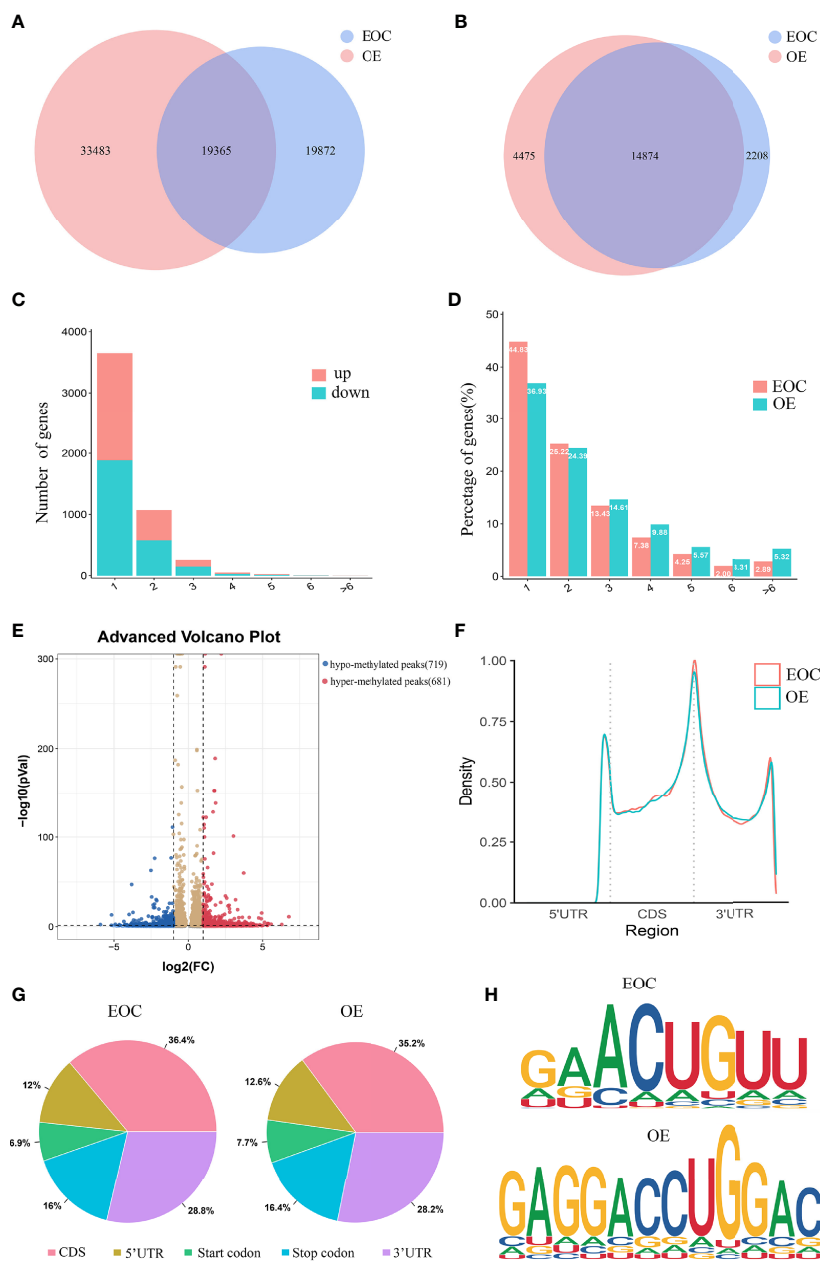 A
EOC
CE
33483
19365
19872
B
EOC
OE
4475
14874
2208
C
Number of genes
4000
3000
2000
1000
0
up
down
1
2
3
4
5
6
>6
D
Percetage of genes(%)
50
40
30
20
10
0
44.83
36.93
25.22
24.39
13.43
14.61
7.38
9.88
4.25
5.57
2.00
3.31
2.89
5.32
EOC
OE
1
2
3
4
5
6
>6
E
Advanced Volcano Plot
hypo-methylated peaks(719)
hyper-mehylated peaks(681)
−log10(pVal)
300
200
100
0
−5
0
5
log2(FC)
F
Density
1.00
0.75
0.50
0.25
0.00
EOC
OE
5'UTR
CDS
3'UTR
Region
G
EOC
36.4%
12%
6.9%
16%
28.8%
OE
35.2%
12.6%
7.7%
16.4%
28.2%
CDS
5'UTR
Start codon
Stop codon
3'UTR
H
EOC
GAACUGUU
OE
GAGGACCUGGAC